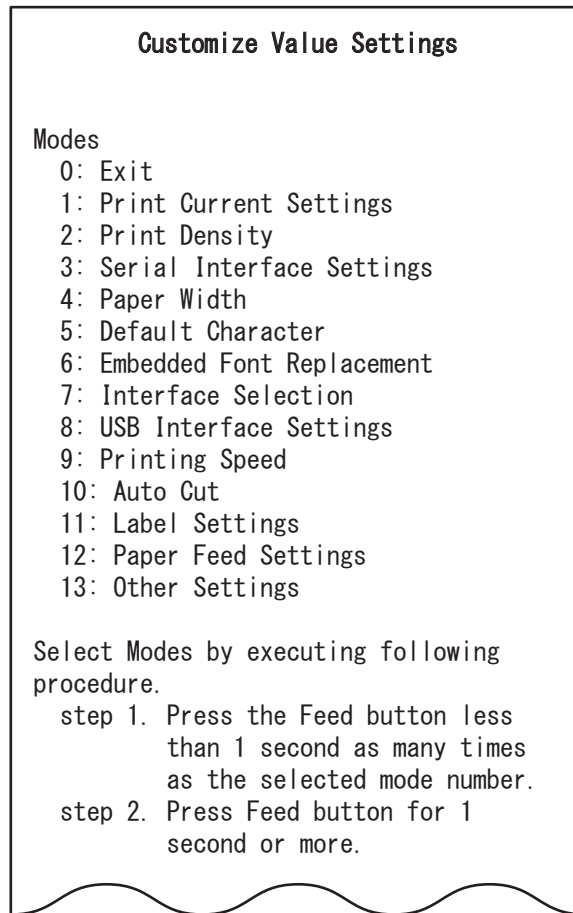 Customize Value Settings
Modes
0: Exit
1: Print Current Settings
2: Print Density
3: Serial Interface Settings
4: Paper Width
5: Default Character
6: Embedded Font Replacement
7: Interface Selection
8: USB Interface Settings
9: Printing Speed
10: Auto Cut
11: Label Settings
12: Paper Feed Settings
13: Other Settings
Select Modes by executing following
procedure.
step 1. Press the Feed button less
than 1 second as many times
as the selected mode number.
step 2. Press Feed button for 1
second or more.